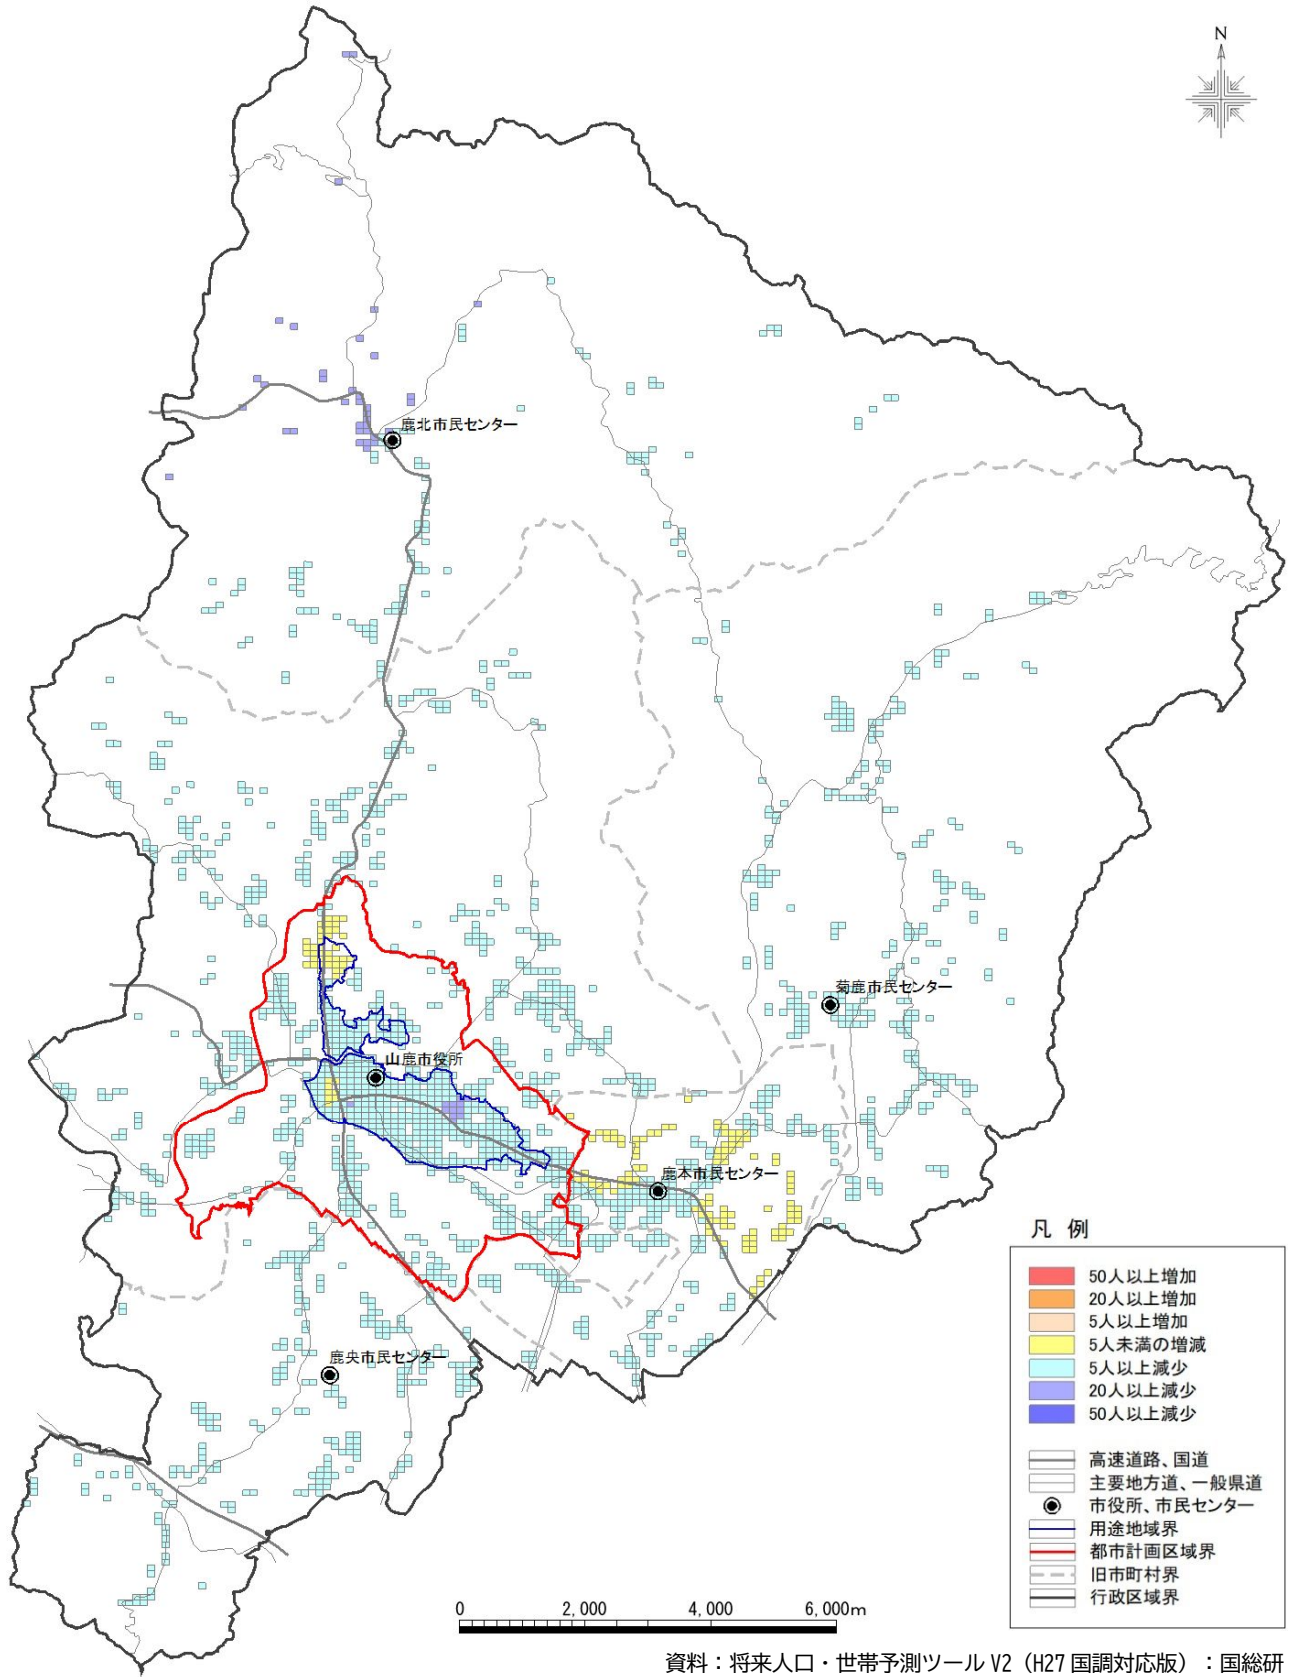 N
鹿北市民センター
菊鹿市民センター
山鹿市役所
鹿本市民センター
鹿央市民センター
凡 例
50人以上増加
20人以上増加
5人以上増加
5人未満の増減
5人以上減少
20人以上減少
50人以上減少
高速道路、国道
主要地方道、一般県道
市役所、市民センター
用途地域界
都市計画区域界
旧市町村界
行政区域界
0 2,000 4,000 6,000m
資料：将来人口・世帯予測ツール V2（H27 国調対応版）：国総研